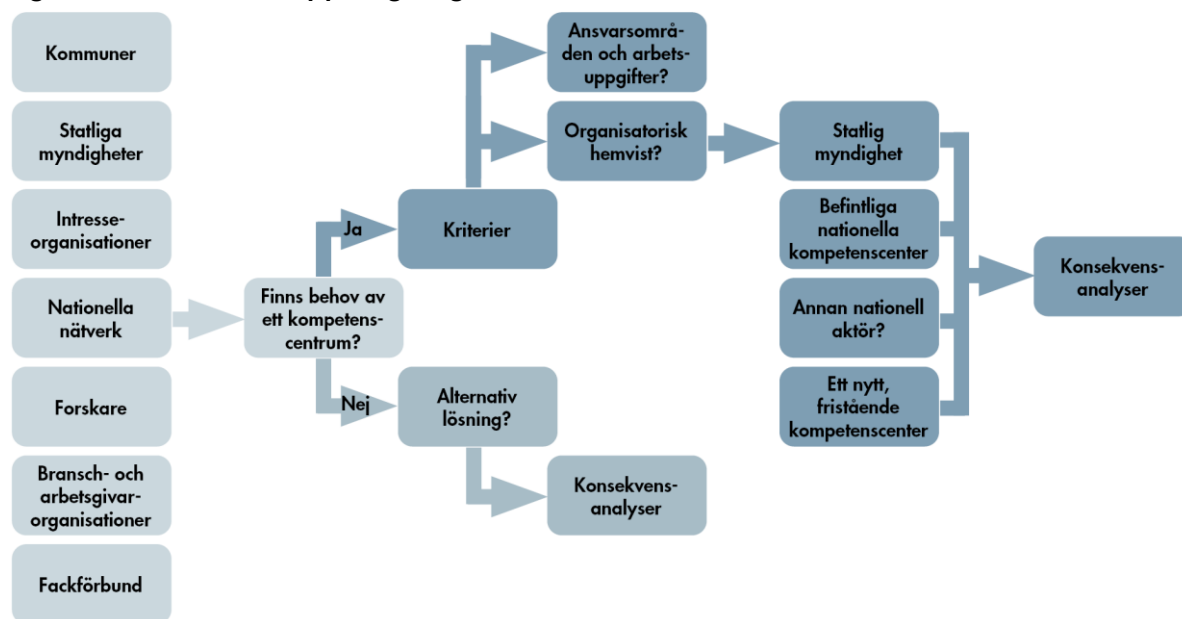 Kommuner
Statliga
myndigheter
Intresse-
organisationer
Nationella
nätverk
Forskare
Bransch- och
arbetsgivar-
organisationer
Fackförbund
Finns behov av
ett kompetens-
centrum?
Ja
Nej
Kriterier
Alternativ
lösning?
Ansvarsområ-
den och arbets-
uppgifter?
Organisatorisk
hemvist?
Konsekvens-
analyser
Statlig
myndighet
Befintliga
nationella
kompetenscenter
Annan nationell
aktör?
Ett nytt,
fristående
kompetenscenter
Konsekvens-
analyser